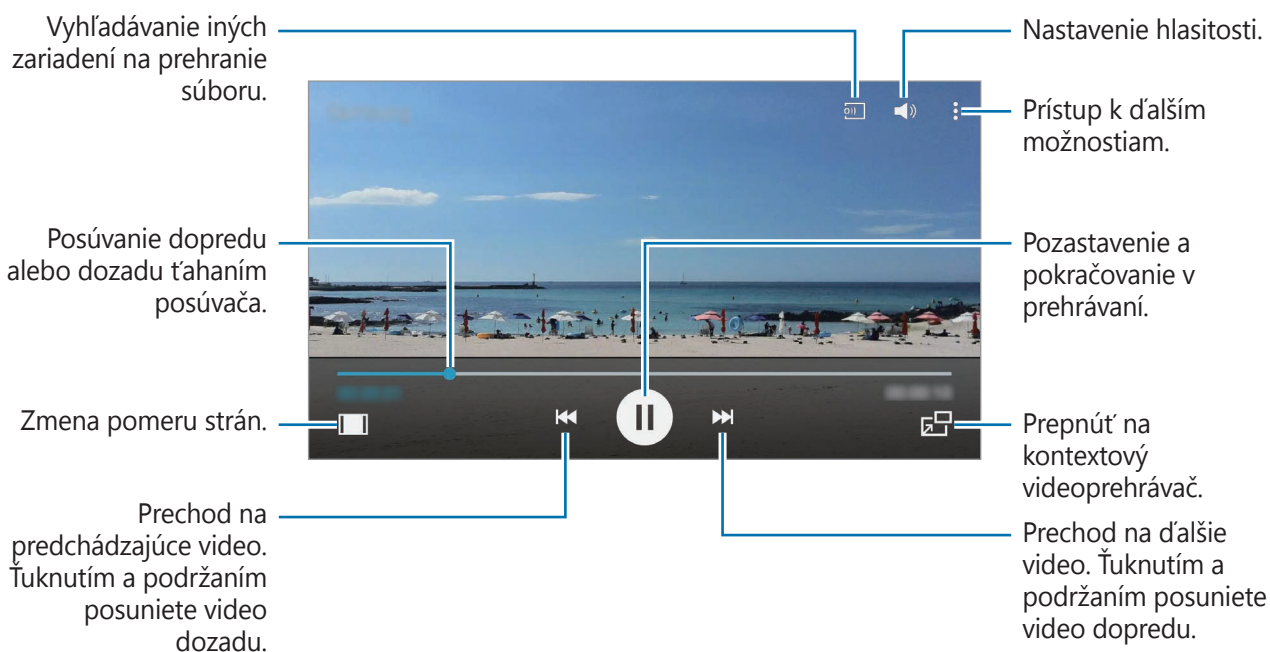 Vyhľadávanie iných
zariadení na prehranie
súboru.
Nastavenie hlasitosti.
Prístup k ďalším
možnostiam.
Posúvanie dopredu
alebo dozadu ťahaním
posúvača.
Pozastavenie a
pokračovanie v
prehrávaní.
Zmena pomeru strán.
Prepnúť na
kontextový
videoprehrávač.
Prechod na
predchádzajúce video.
Ťuknutím a podržaním
posuniete video
dozadu.
Prechod na ďalšie
video. Ťuknutím a
podržaním posuniete
video dopredu.